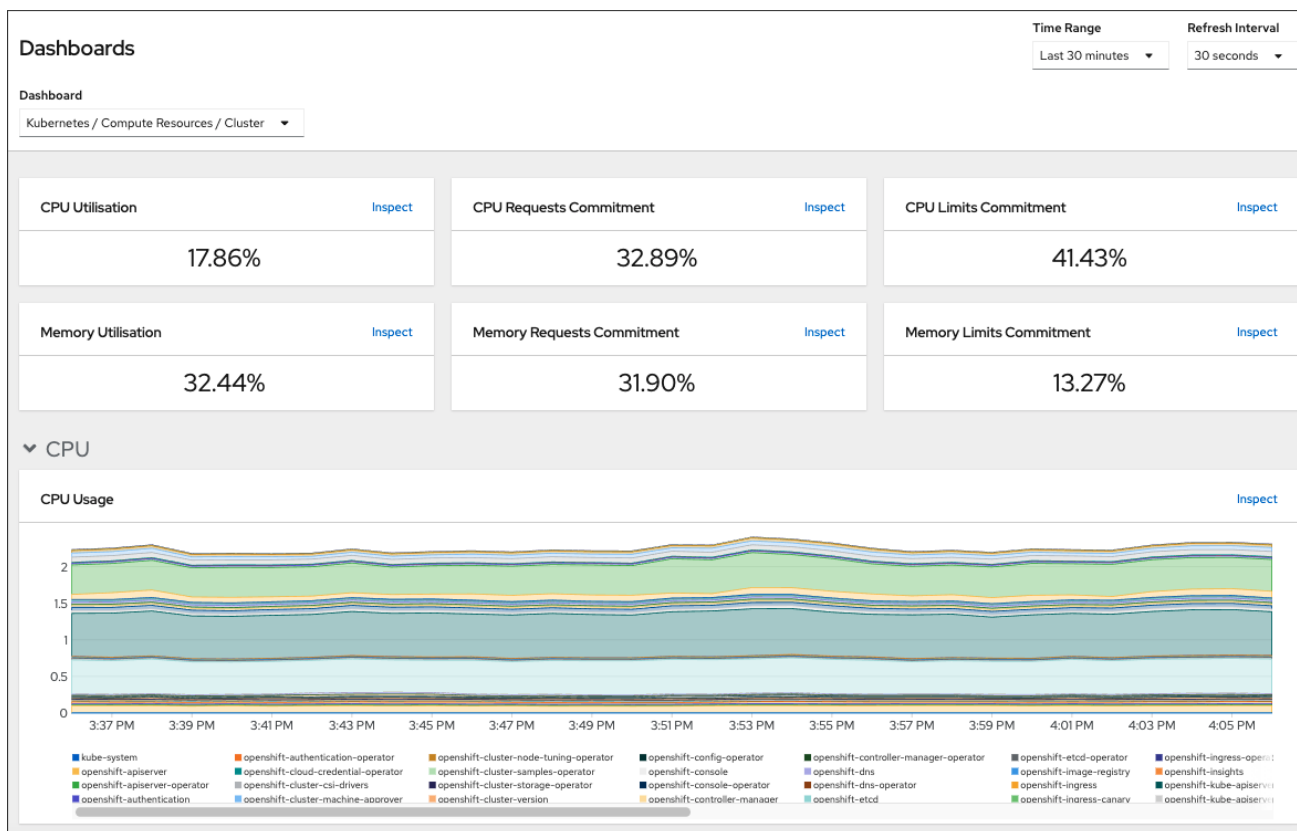 Dashboards
Time Range
Refresh Interval
Last 30 minutes
30 seconds
Dashboard
Kubernetes / Compute Resources / Cluster
CPU Utilisation Inspect
CPU Requests Commitment Inspect
CPU Limits Commitment Inspect
17.86%
32.89%
41.43%
Memory Utilisation Inspect
Memory Requests Commitment Inspect
Memory Limits Commitment Inspect
32.44%
31.90%
13.27%
CPU
CPU Usage Inspect
2
1.5
1
0.5
0
3:37 PM 3:39 PM 3:41 PM 3:43 PM 3:45 PM 3:47 PM 3:49 PM 3:51 PM 3:53 PM 3:55 PM 3:57 PM 3:59 PM 4:01 PM 4:03 PM 4:05 PM
kube-system openshift-authentication-operator openshift-cluster-node-tuning-operator openshift-config-operator openshift-controller-manager-operator openshift-etcd-operator
openshift-apiserver openshift-cloud-credential-operator openshift-cluster-samples-operator openshift-console openshift-dns openshift-image-registry openshift-insights
openshift-apiserver-operator openshift-cluster-csi-drivers openshift-cluster-storage-operator openshift-console-operator openshift-dns-operator openshift-ingress
openshift-authentication openshift-cluster-machine-approver openshift-cluster-version openshift-controller-manager openshift-etcd openshift-ingress-canary